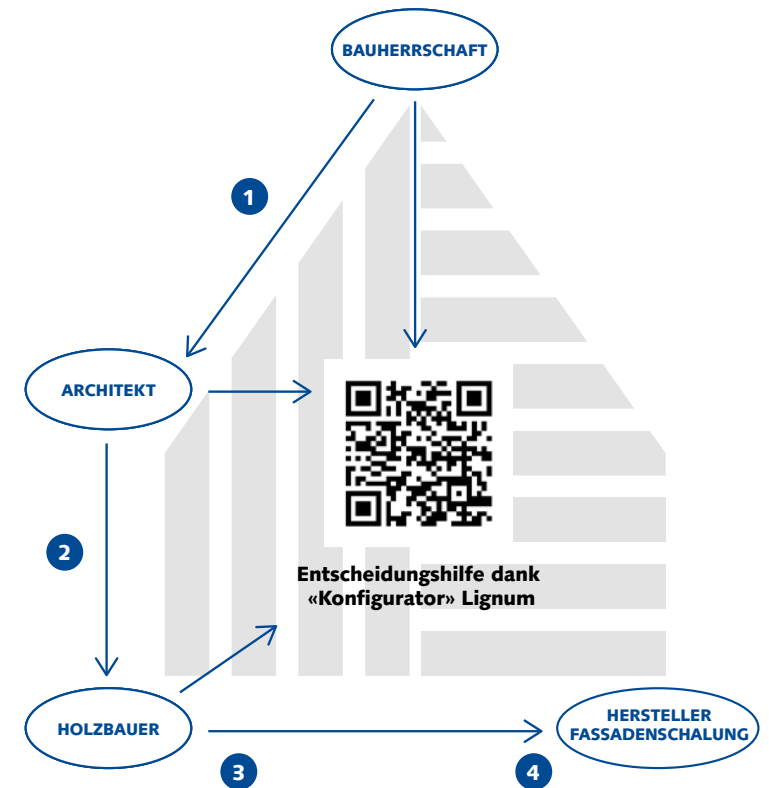 BAUHERRSCHAFT
1
ARCHITEKT
2
Entscheidungshilfe dank
«Konfigurator» Lignum
HOLZBAUER
HERSTELLER
FASSADENSCHALUNG
3
4